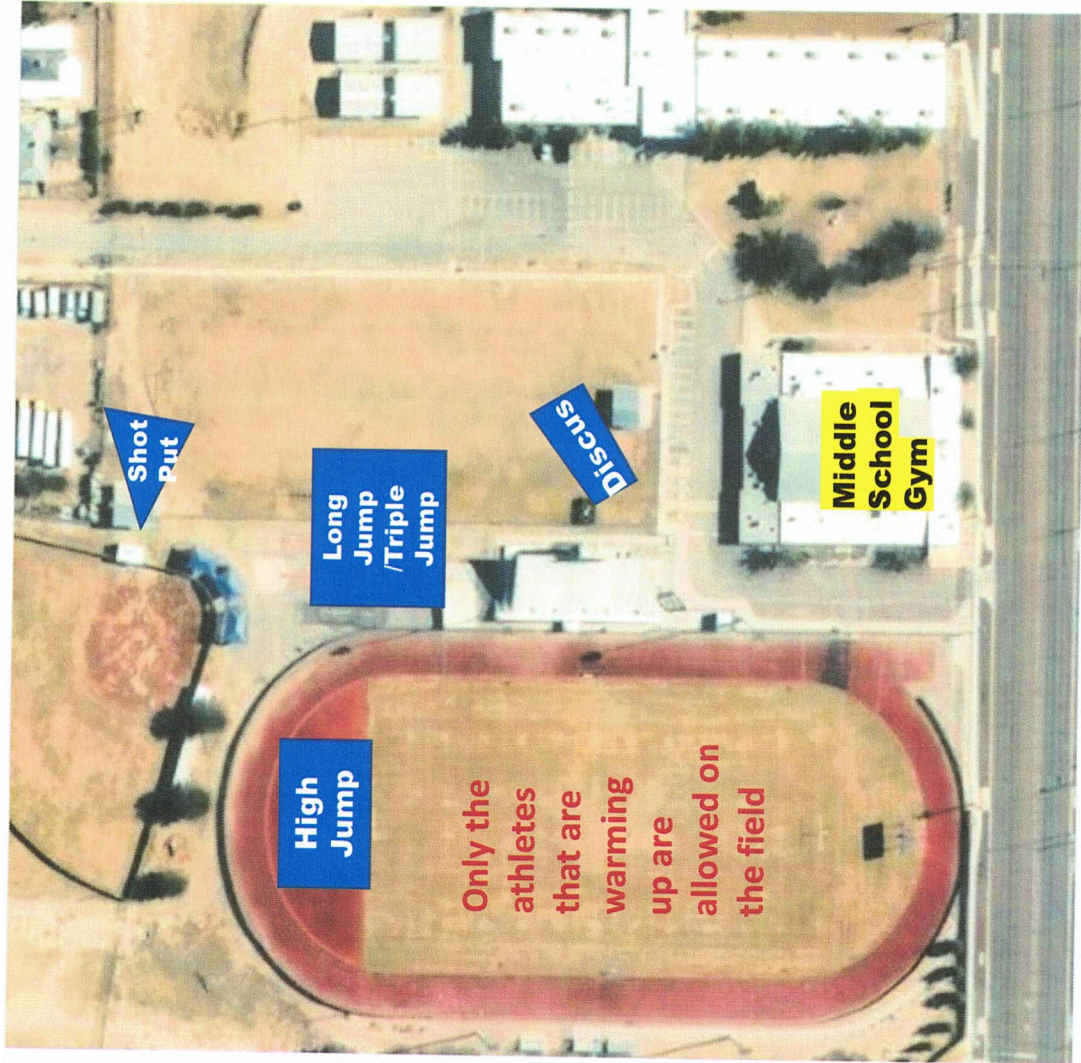 Shot
Put
High
Jump
Long
Jump
/Triple
Jump
Only the
athletes
that are
warming
up are
allowed on
the field
Discus
Middle
School
Gym